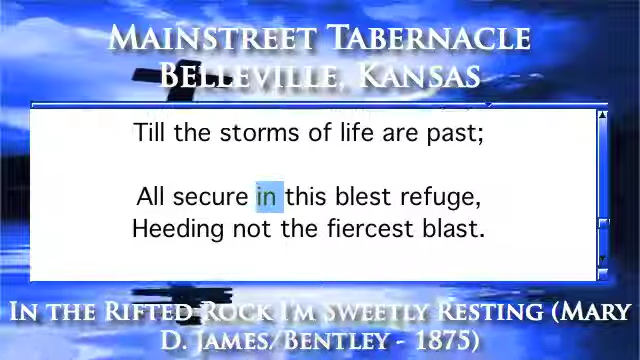 Mainstreet Tabernacle
Belleville, Kansas
Till the storms of life are past;
All secure in this blest refuge,
Heeding not the fiercest blast.
In the Rifted Rock I'm Sweetly Resting (Mary
D. James/Bentley - 1875)